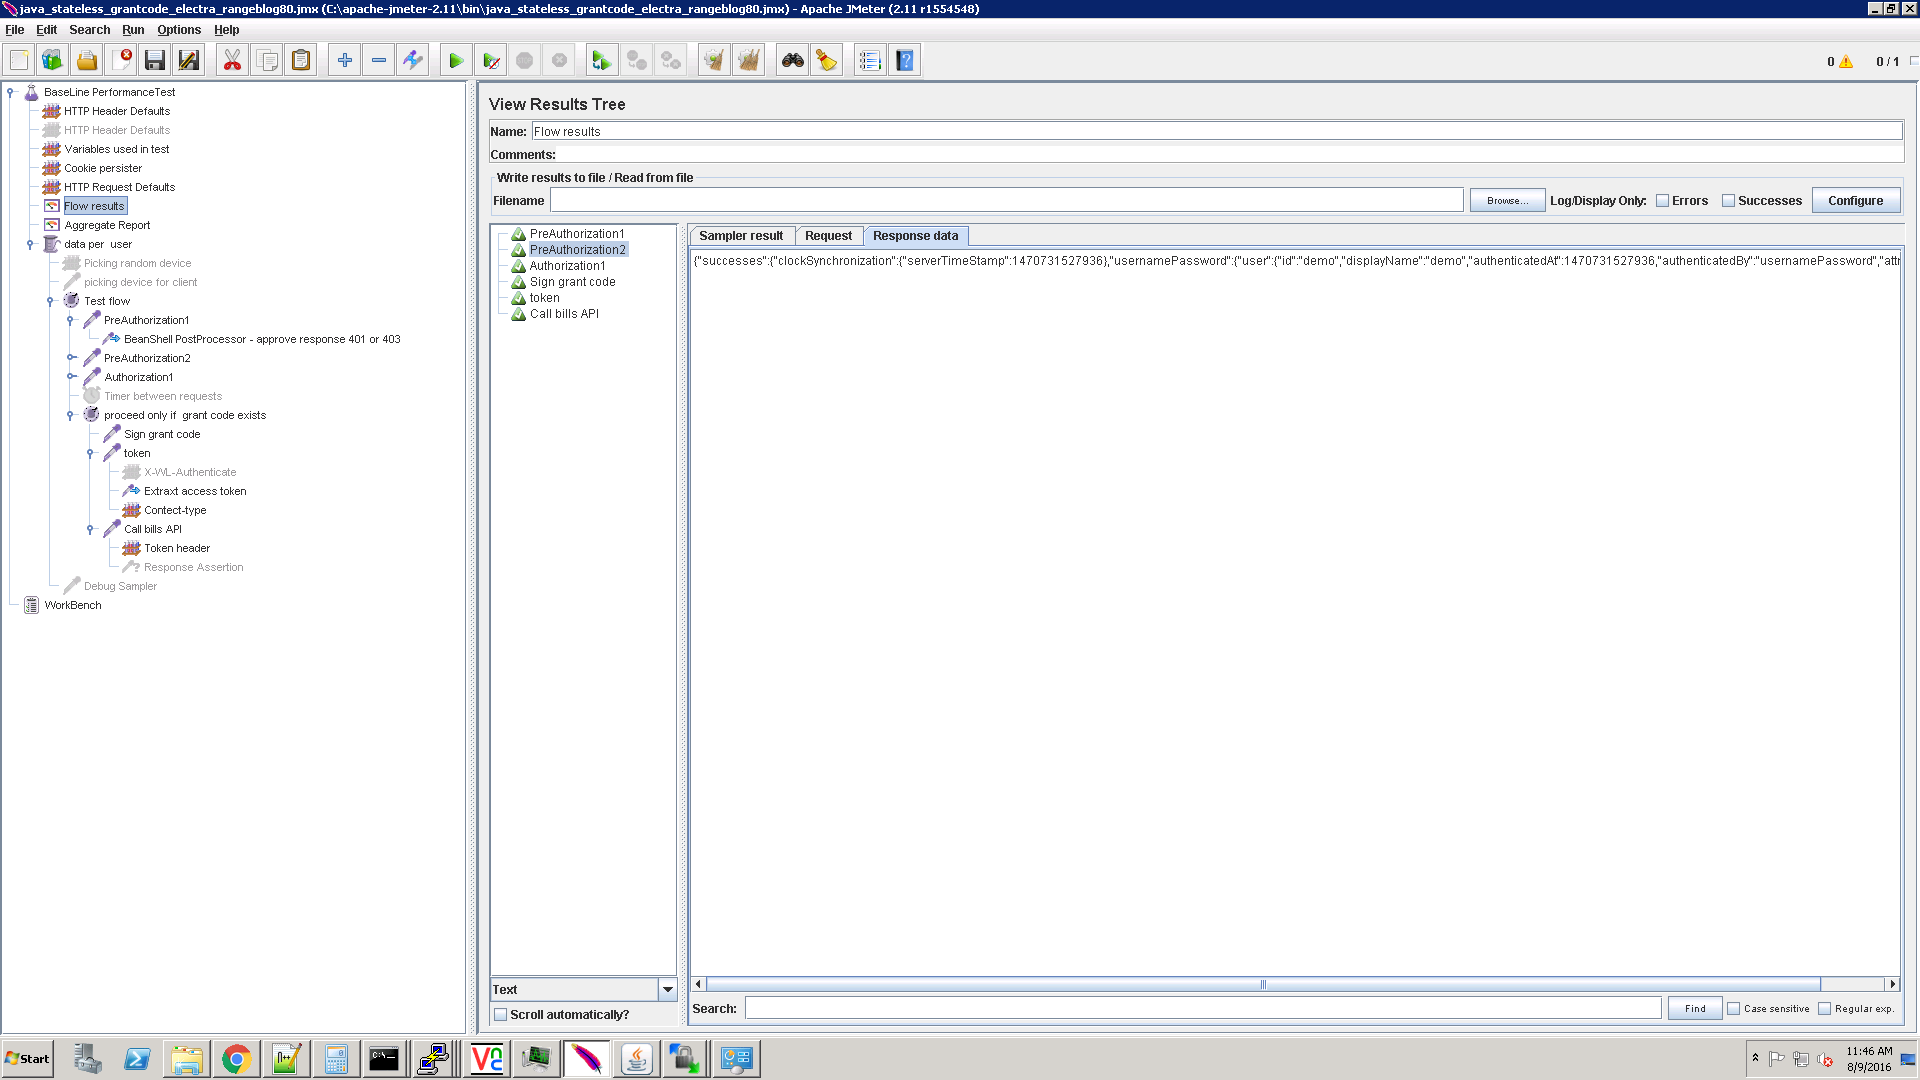 java_stateless_grantcode_electra_rangeblog80.jmx (C:\apache-jmeter-2.11\bin\java_stateless_grantcode_electra_rangeblog80.jmx) - Apache JMeter (2.11 r1554548)
File Edit Search Run Options Help
0 0 / 1
BaseLine PerformanceTest
HTTP Header Defaults
HTTP Header Defaults
Variables used in test
Cookie persister
HTTP Request Defaults
Flow results
Aggregate Report
data per user
Picking random device
picking device for client
Test flow
PreAuthorization1
BeanShell PostProcessor - approve response 401 or 403
PreAuthorization2
Authorization1
Timer between requests
proceed only if grant code exists
Sign grant code
token
X-WL-Authenticate
Extraxt access token
Contect-type
Call bills API
Token header
Response Assertion
Debug Sampler
WorkBench
View Results Tree
Name: Flow results
Comments:
Write results to file / Read from file
Filename Browse... Log/Display Only: Errors Successes Configure
PreAuthorization1
PreAuthorization2
Authorization1
Sign grant code
token
Call bills API
Text
Scroll automatically?
Sampler result Request Response data
{"successes":{"clockSynchronization":{"serverTimeStamp":1470731527936},"usernamePassword":{"user":{"id":"demo","displayName":"demo","authenticatedAt":1470731527936,"authenticatedBy":"usernamePassword","attr
Search: Find Case sensitive Regular exp.
Start
C:\_
n++
VNC
11:46 AM
8/9/2016